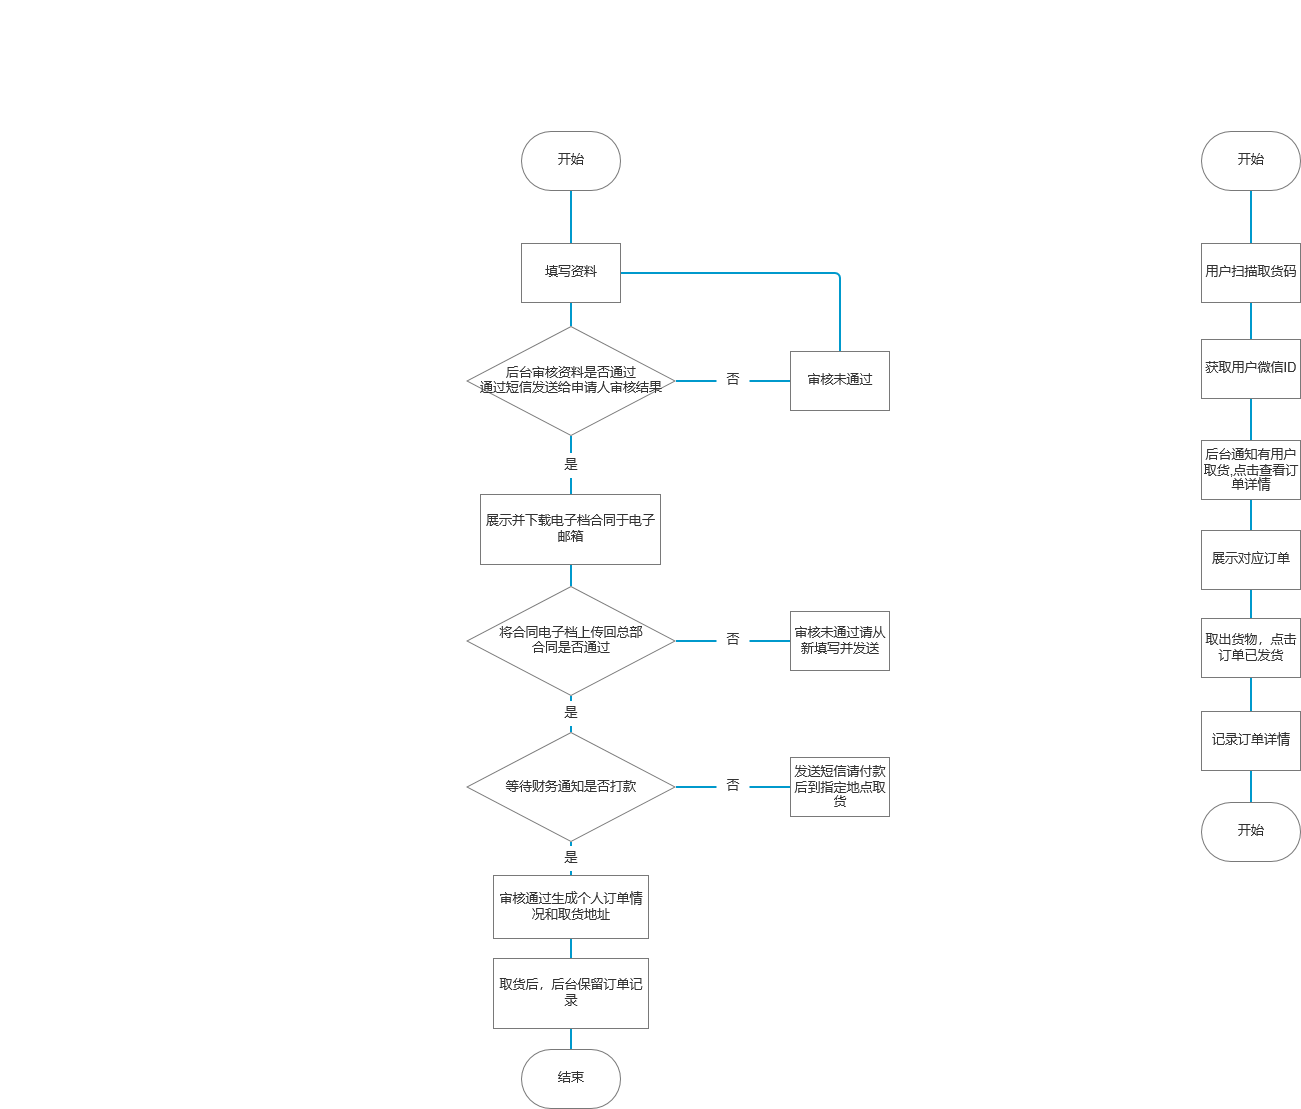 开始
填写资料
后台审核资料是否通过
通过短信发送给申请人审核结果
否
审核未通过
是
展示并下载电子档合同于电子
邮箱
将合同电子档上传回总部
合同是否通过
否
审核未通过请从
新填写并发送
是
等待财务通知是否打款
否
发送短信请付款
后到指定地点取
货
是
审核通过生成个人订单情
况和取货地址
取货后，后台保留订单记
录
结束
开始
用户扫描取货码
获取用户微信ID
后台通知有用户
取货,点击查看订
单详情
展示对应订单
取出货物，点击
订单已发货
记录订单详情
开始